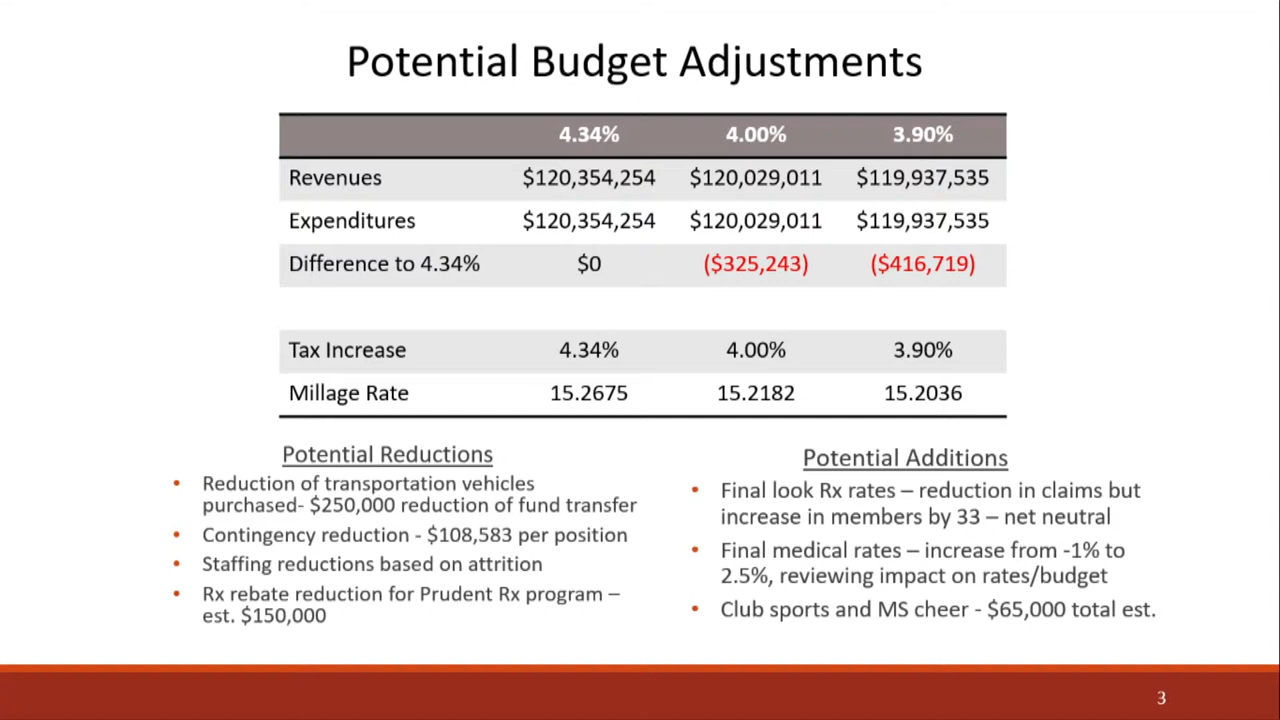 Potential Budget Adjustments
4.34% 4.00% 3.90%
Revenues $120,354,254 $120,029,011 $119,937,535
Expenditures $120,354,254 $120,029,011 $119,937,535
Difference to 4.34% $0 ($325,243) ($416,719)
Tax Increase 4.34% 4.00% 3.90%
Millage Rate 15.2675 15.2182 15.2036
Potential Reductions
• Reduction of transportation vehicles
purchased- $250,000 reduction of fund transfer
• Contingency reduction - $108,583 per position
• Staffing reductions based on attrition
• Rx rebate reduction for Prudent Rx program –
est. $150,000
Potential Additions
• Final look Rx rates – reduction in claims but
increase in members by 33 – net neutral
• Final medical rates – increase from -1% to
2.5%, reviewing impact on rates/budget
• Club sports and MS cheer - $65,000 total est.
3